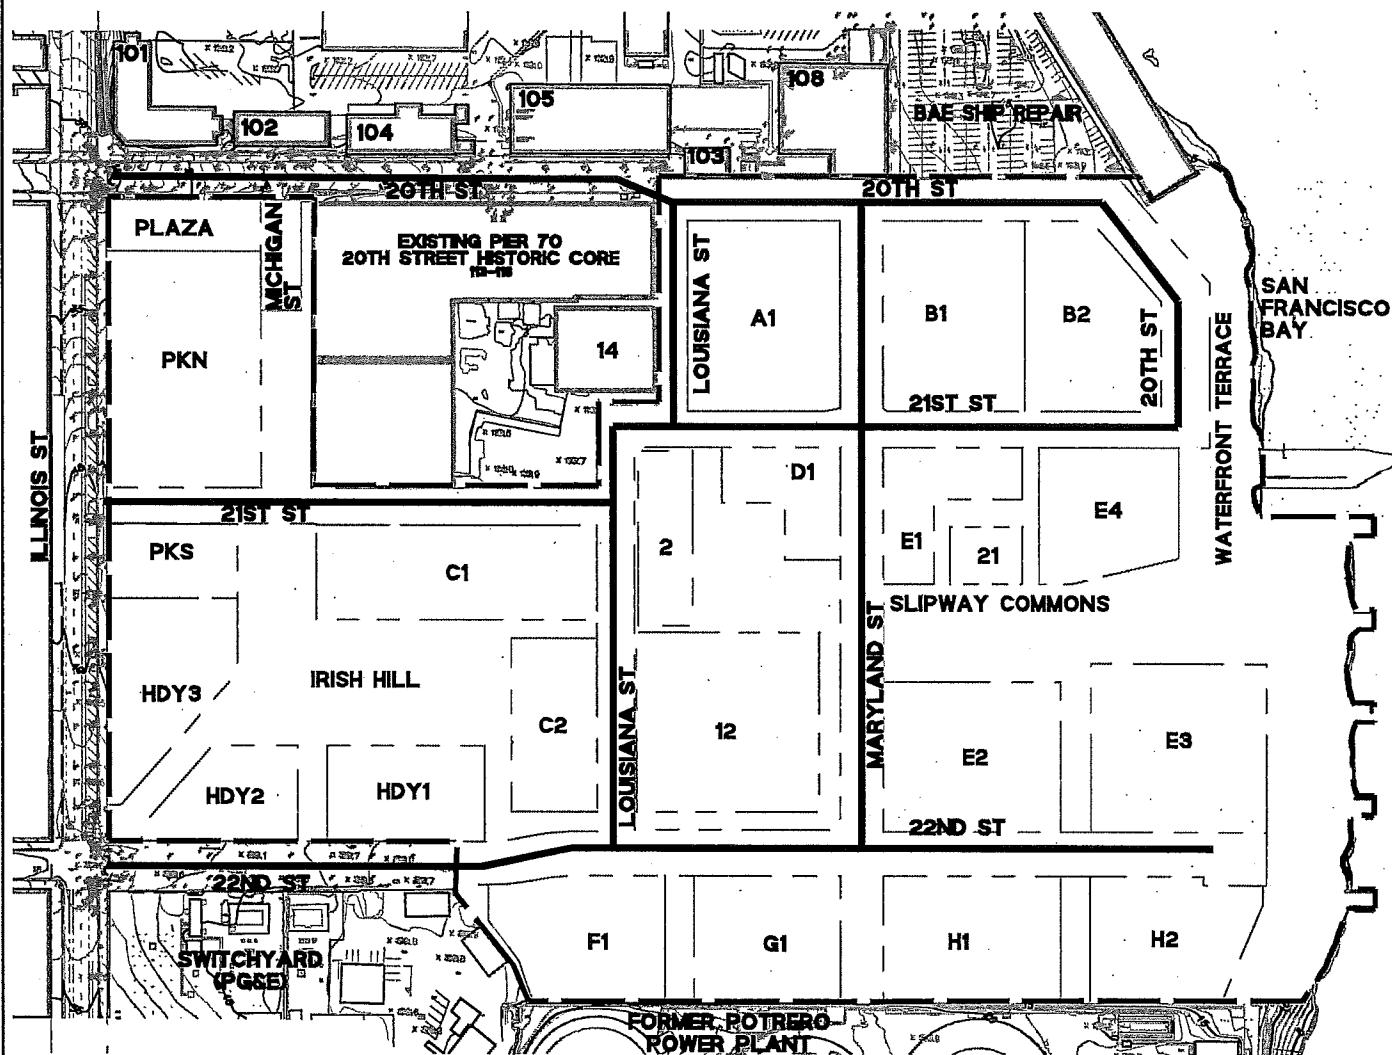 101
102
104
105
103
108
BAE SHIP REPAIR
20TH ST
20TH ST
PLAZA
MICHIGAN
ST
EXISTING PIER 70
20TH STREET HISTORIC CORE
LOUISIANA ST
A1
B1
B2
20TH ST
SAN
FRANCISCO
BAY
WATERFRONT TERRACE
14
PKN
21ST ST
ILLINOIS ST
D1
21ST ST
PKS
C1
2
E1
21
E4
SLIPWAY COMMONS
MARYLAND ST
HDY3
IRISH HILL
C2
LOUISIANA ST
12
E2
E3
HDY2
HDY1
22ND ST
22ND ST
SWITCHYARD
(PG&E)
F1
G1
H1
H2
FORMER POTRERO
POWER PLANT